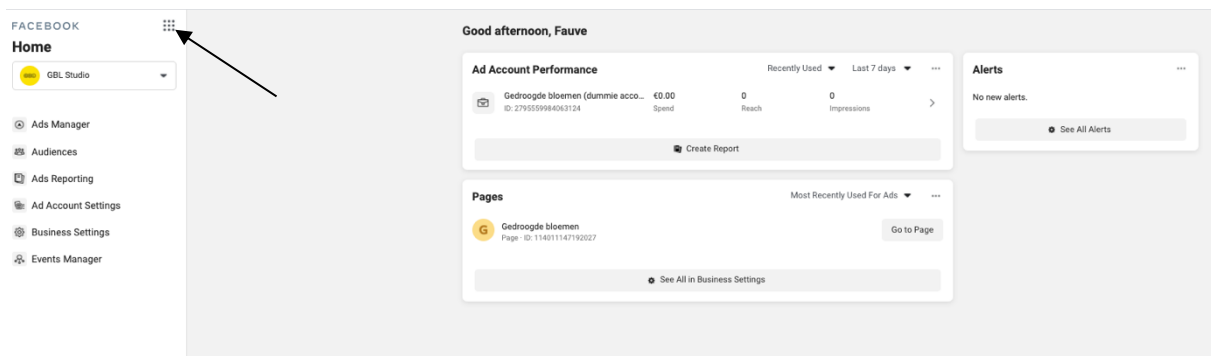 FACEBOOK
Home
GBL Studio
Ads Manager
Audiences
Ads Reporting
Ad Account Settings
Business Settings
Events Manager
Good afternoon, Fauve
Ad Account Performance
Recently Used
Last 7 days
Gedroogde bloemen (dummie acco...
€0.00
0
0
ID: 2795559984063124
Spend
Reach
Impressions
Create Report
Pages
Most Recently Used For Ads
G
Gedroogde bloemen
Page · ID: 114011147192027
Go to Page
See All in Business Settings
Alerts
No new alerts.
See All Alerts